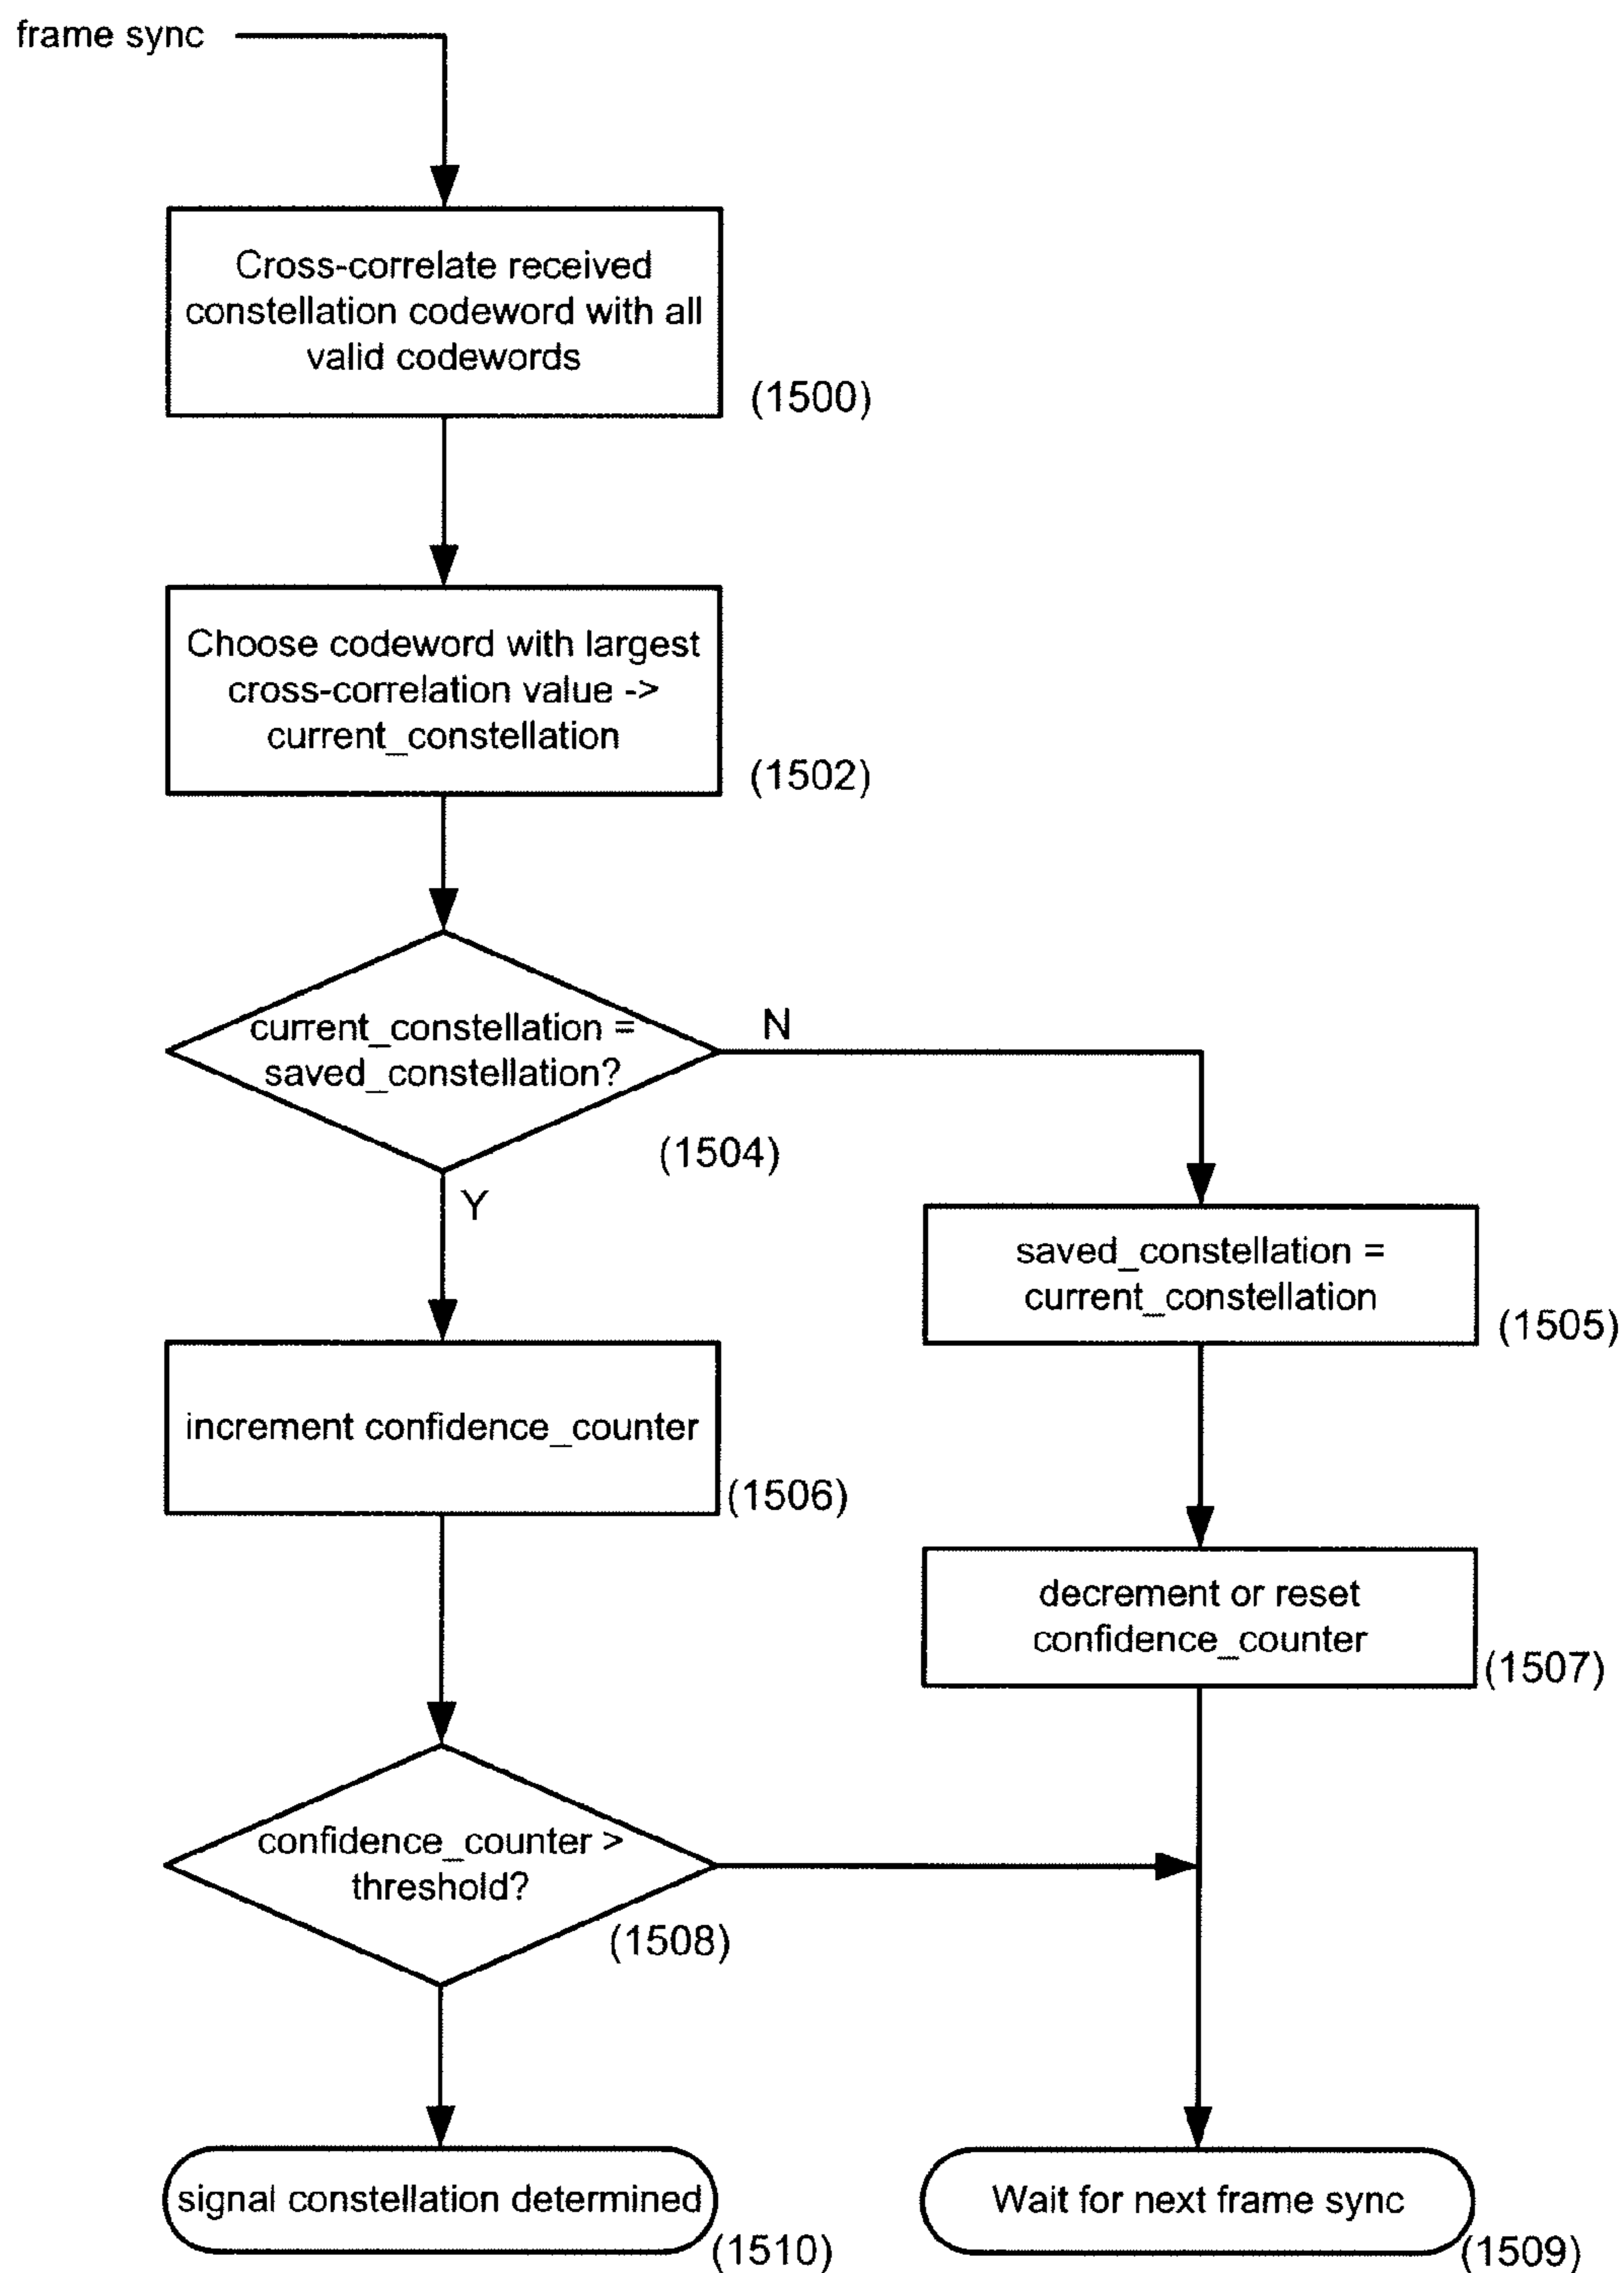 frame sync
Cross-correlate received
constellation codeword with all
valid codewords
(1500)
Choose codeword with largest
cross-correlation value ->
current_constellation
(1502)
current_constellation =
saved_constellation?
(1504)
N
Y
saved_constellation =
current_constellation
(1505)
increment confidence_counter
(1506)
decrement or reset
confidence_counter
(1507)
confidence_counter >
threshold?
(1508)
signal constellation determined
(1510)
Wait for next frame sync
(1509)